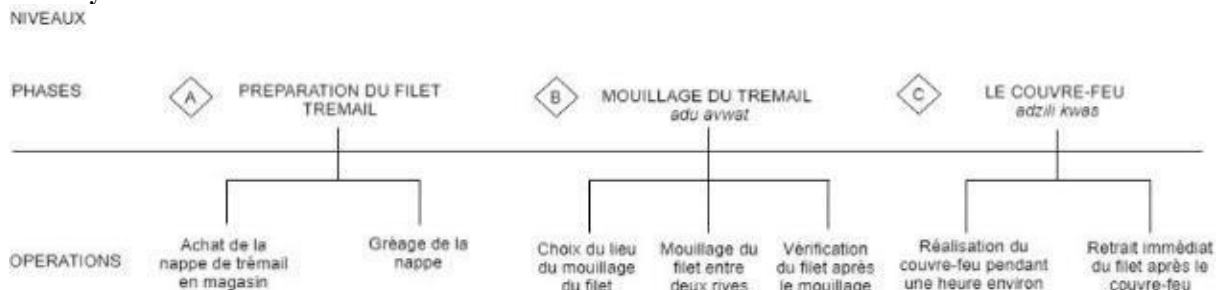 NIVEAUX
PHASES
A
PREPARATION DU FILET
TREMAIL
B
MOUILLAGE DU TREMAIL
adu avwat
C
LE COUVRE-FEU
adzili kwas
OPERATIONS
Achat de la
nappe de trémail
en magasin
Gréage de la
nappe
Choix du lieu
du mouillage
du filet
Mouillage du
filet entre
deux rives
Vérification
du filet après
le mouillage
Réalisation du
couvre-feu pendant
une heure environ
Retrait immédiat
du filet après le
couvre-feu